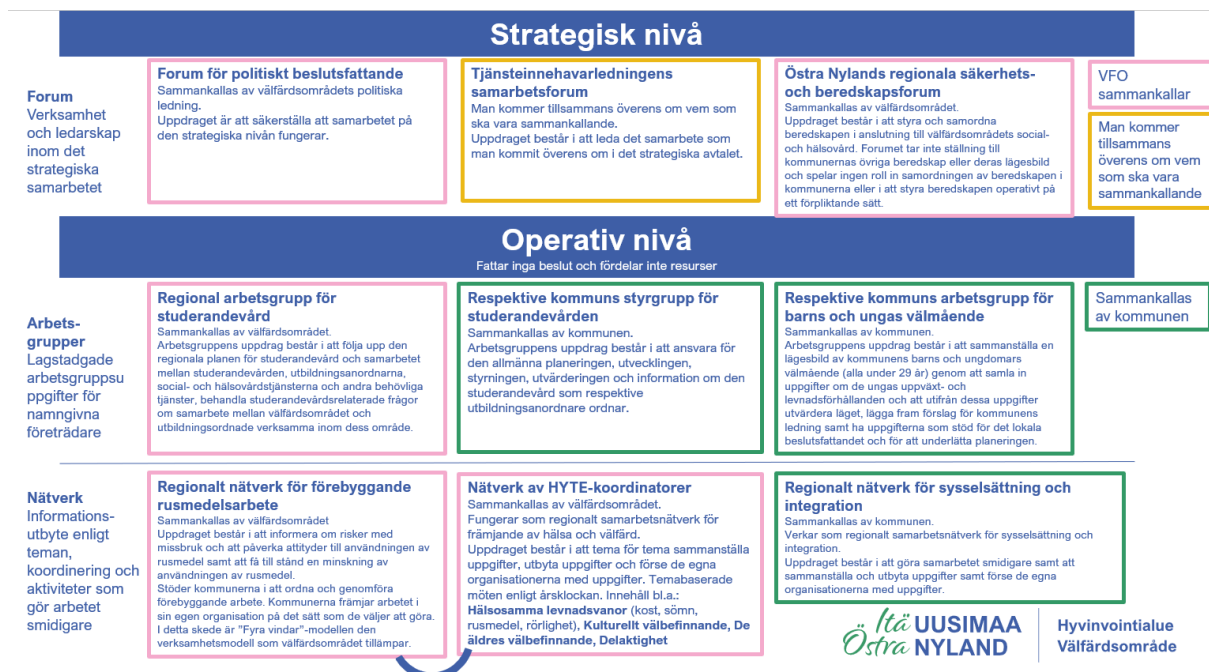 Strategisk nivå
Forum
Verksamhet
och ledarskap
inom det
strategiska
samarbetet
Forum för politiskt beslutsfattande
Sammankallas av välfärdsområdets politiska
ledning.
Uppdraget är att säkerställa att samarbetet på
den strategiska nivån fungerar.
Tjänsteinnehavarledningens
samarbetsforum
Man kommer tillsammans överens om vem som
ska vara sammankallande.
Uppdraget består i att leda det samarbete som
man kommit överens om i det strategiska avtalet.
Östra Nylands regionala säkerhets-
och beredskapsforum
Sammankallas av välfärdsområdet.
Uppdraget består i att styra och samordna
beredskapen i anslutning till välfärdsområdets social-
och hälsovård. Forumet tar inte ställning till
kommunernas övriga beredskap eller deras lägesbild
och spelar ingen roll in samordningen av beredskapen i
kommunerna eller i att styra beredskapen operativt på
ett förpliktande sätt.
VFO
sammankallar
Man kommer
tillsammans
överens om vem
som ska vara
sammankallande
Operativ nivå
Fattar inga beslut och fördelar inte resurser
Arbets-
grupper
Lagstadgade
arbetsgruppsu
ppgifter för
namngivna
företrädare
Regional arbetsgrupp för
studerandevård
Sammankallas av välfärdsområdet.
Arbetsgruppens uppdrag består i att följa upp den
regionala planen för studerandevård och samarbetet
mellan studerandevården, utbildningsanordnarna,
social- och hälsovårdstjänsterna och andra behövliga
tjänster, behandla studerandevårdsrelaterade frågor
om samarbete mellan välfärdsområdet och
utbildningsordnade verksamma inom dess område.
Respektive kommuns styrgrupp för
studerandevården
Sammankallas av kommunen.
Arbetsgruppens uppdrag består i att ansvara för
den allmänna planeringen, utvecklingen,
styrningen, utvärderingen och information om den
studerandevård som respektive
utbildningsanordnare ordnar.
Respektive kommuns arbetsgrupp för
barns och ungas välmående
Sammankallas av kommunen.
Arbetsgruppens uppdrag består i att sammanställa en
lägesbild av kommunens barns och ungdomars
välmående (alla under 29 år) genom att samla in
uppgifter om de ungas uppväxt- och
levnadsförhållanden och att utifrån dessa uppgifter
utvärdera läget, lägga fram förslag för kommunens
ledning samt ha uppgifterna som stöd för det lokala
beslutsfattandet och för att underlätta planeringen.
Sammankallas
av kommunen
Nätverk
Informations-
utbyte enligt
teman,
koordinering och
aktiviteter som
gör arbetet
smidigare
Regionalt nätverk för förebyggande
rusmedelsarbete
Sammankallas av välfärdsområdet
Uppdraget består i att informera om risker med
missbruk och att påverka attityder till användningen av
rusmedel samt att få till stånd en minskning av
användningen av rusmedel.
Stöder kommunerna i att ordna och genomföra
förebyggande arbete. Kommunerna främjar arbetet i
sin egen organisation på det sätt som de väljer att göra.
I detta skede är "Fyra vindar"-modellen den
verksamhetsmodell som välfärdsområdet tillämpar.
Nätverk av HYTE-koordinatorer
Sammankallas av välfärdsområdet.
Fungerar som regionalt samarbetsnätverk för
främjande av hälsa och välfärd.
Uppdraget består i att tema för tema sammanställa
uppgifter, utbyta uppgifter och förse de egna
organisationerna med uppgifter. Temabaserade
möten enligt årsklockan. Innehåll bl.a.:
Hälsosamma levnadsvanor (kost, sömn,
rusmedel, rörlighet), Kulturellt välbefinnande, De
äldres välbefinnande, Delaktighet
Regionalt nätverk för sysselsättning och
integration
Sammankallas av kommunen.
Verkar som regionalt samarbetsnätverk för sysselsättning och
integration.
Uppdraget består i att göra samarbetet smidigare samt att
sammanställa och utbyta uppgifter samt förse de egna
organisationerna med uppgifter.
Itä UUSIMAA
Östra NYLAND
Hyvinvointialue
Välfärdsområde